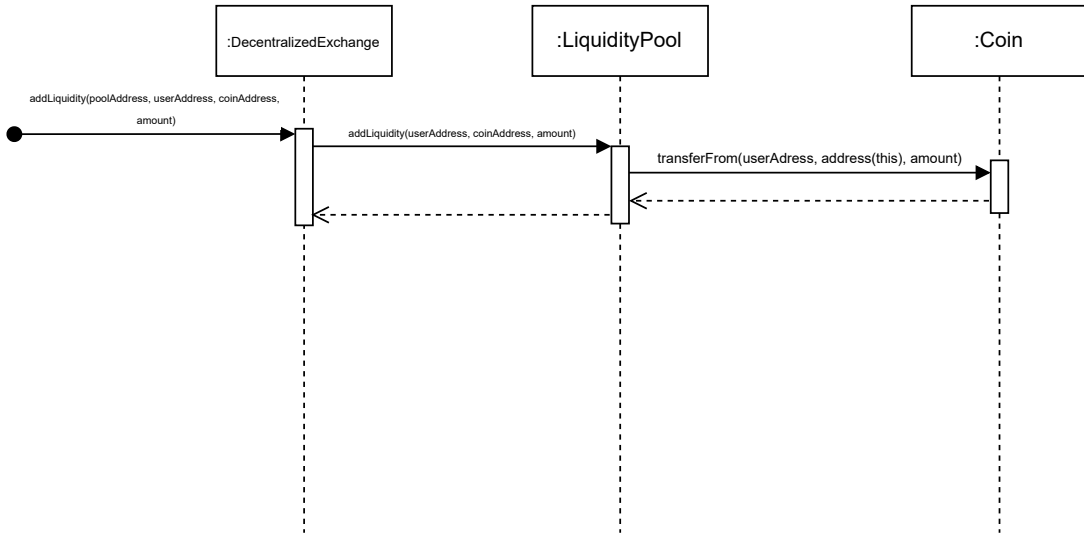 :DecentralizedExchange
:LiquidityPool
:Coin
addLiquidity(poolAddress, userAddress, coinAddress,
amount)
addLiquidity(userAddress, coinAddress, amount)
transferFrom(userAdress, address(this), amount)